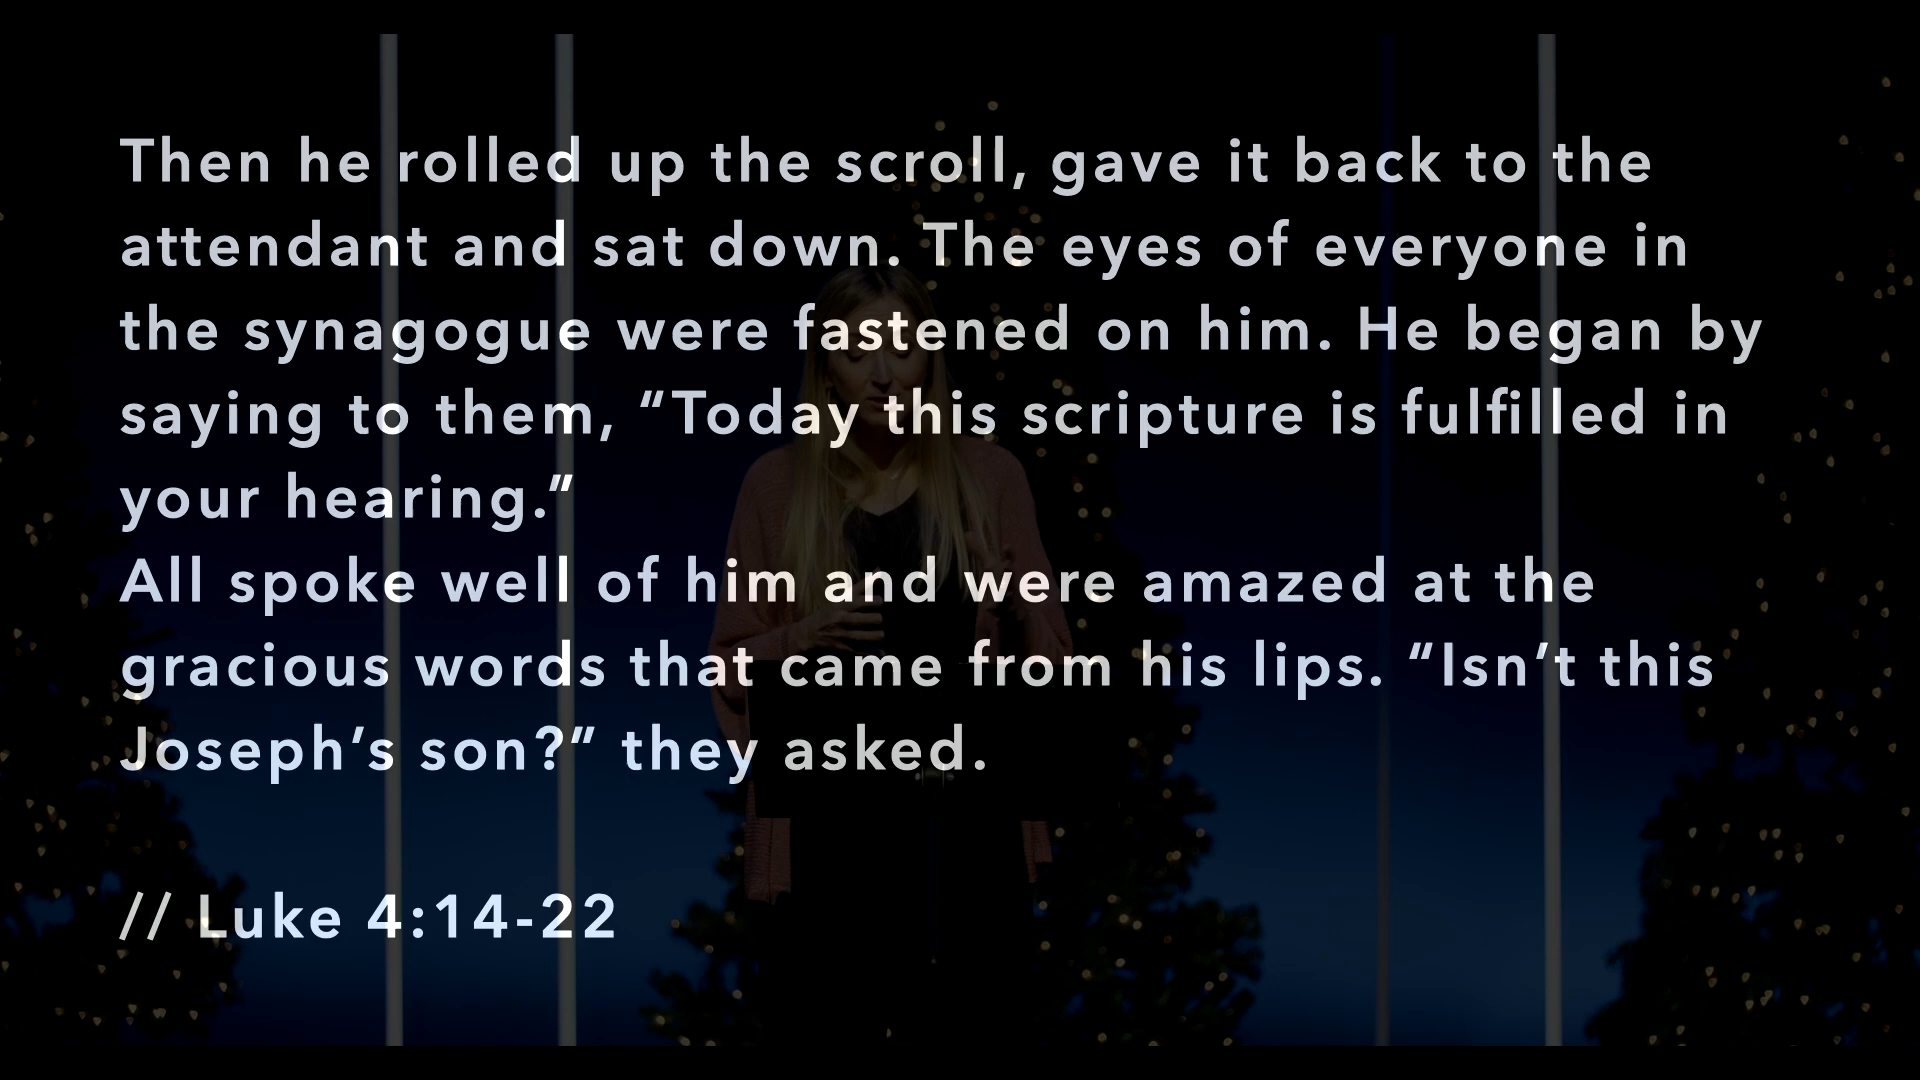 Then he rolled up the scroll, gave it back to the
attendant and sat down. The eyes of everyone in
the synagogue were fastened on him. He began by
saying to them, “Today this scripture is fulfilled in
your hearing.”
All spoke well of him and were amazed at the
gracious words that came from his lips. “Isn’t this
Joseph’s son?” they asked.
// Luke 4:14-22